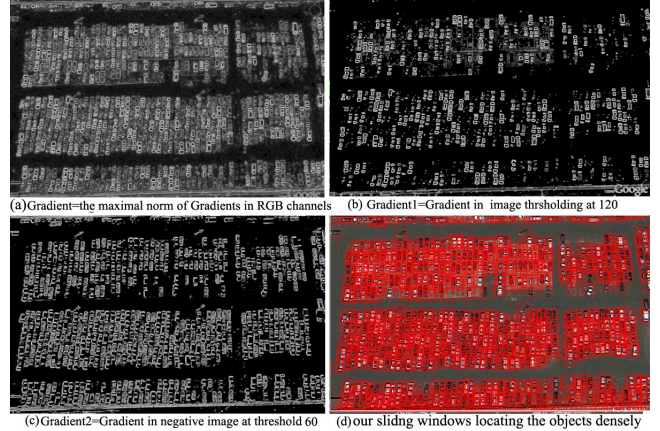 (a)Gradient=the maximal norm of Gradients in RGB channels
Google
(b) Gradient1=Gradient in image thrsholding at 120
(c)Gradient2=Gradient in negative image at threshold 60
(d)our slidng windows locating the objects densely